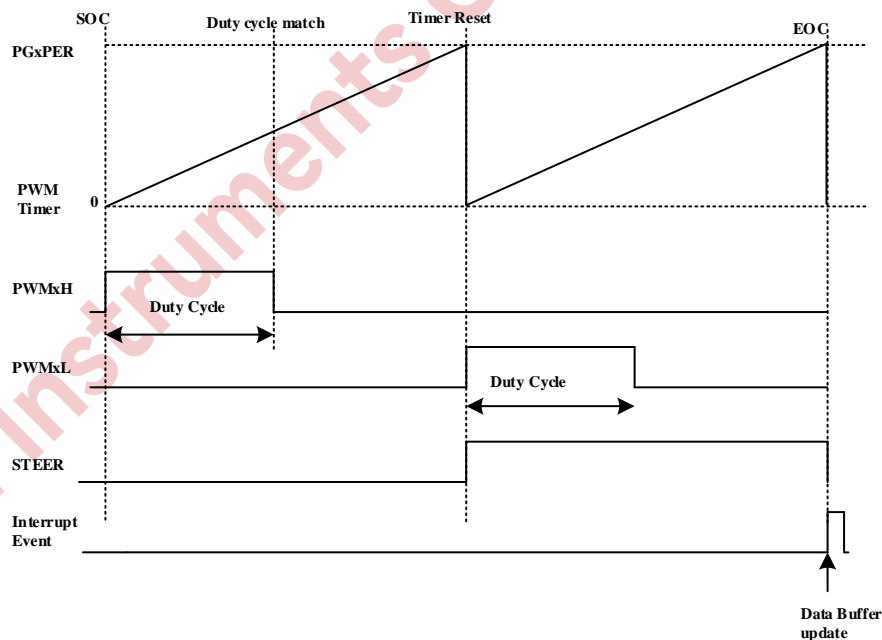 SOC
Duty cycle match
Timer Reset
EOC
PGxPER
PWM
Timer
0
PWMxH
Duty Cycle
PWMxL
Duty Cycle
STEER
Interrupt
Event
Data Buffer
update
Instruments